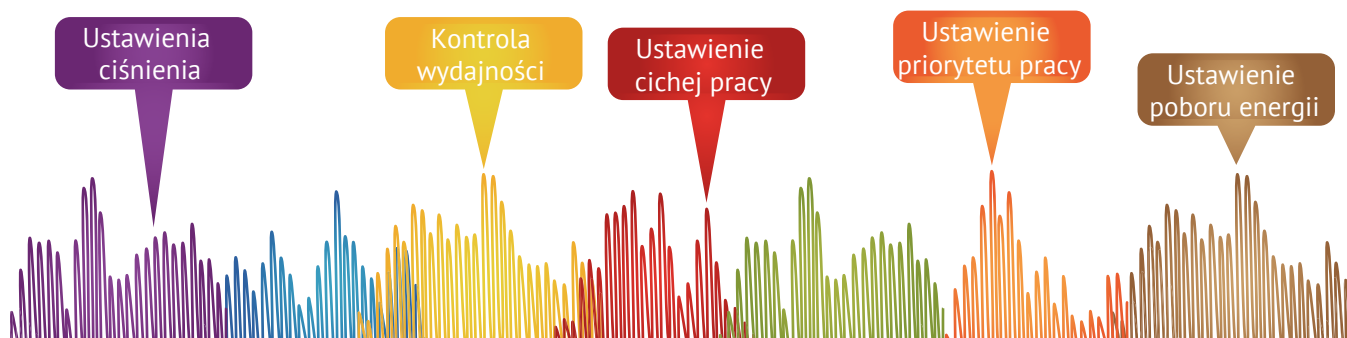 Ustawienia
ciśnienia
Kontrola
wydajności
Ustawienie
cichej pracy
Ustawienie
priorytetu pracy
Ustawienie
poboru energii